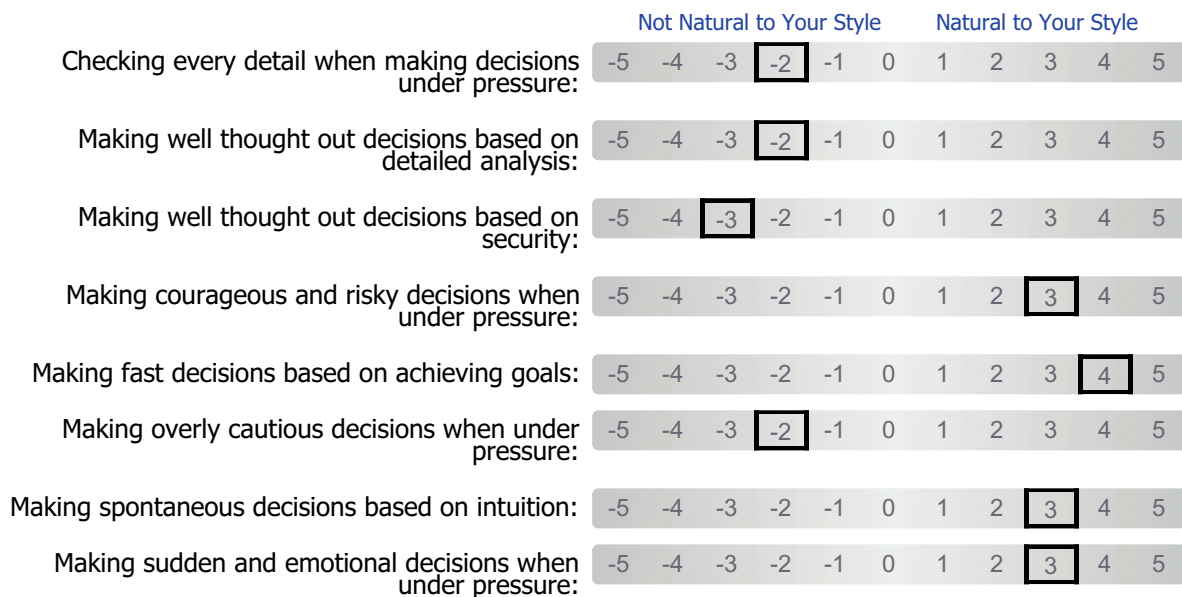 Not Natural to Your Style Natural to Your Style
Checking every detail when making decisions
under pressure:
-5 -4 -3 -2 -1 0 1 2 3 4 5
Making well thought out decisions based on
detailed analysis:
-5 -4 -3 -2 -1 0 1 2 3 4 5
Making well thought out decisions based on
security:
-5 -4 -3 -2 -1 0 1 2 3 4 5
Making courageous and risky decisions when
under pressure:
-5 -4 -3 -2 -1 0 1 2 3 4 5
Making fast decisions based on achieving goals:
-5 -4 -3 -2 -1 0 1 2 3 4 5
Making overly cautious decisions when under
pressure:
-5 -4 -3 -2 -1 0 1 2 3 4 5
Making spontaneous decisions based on intuition:
-5 -4 -3 -2 -1 0 1 2 3 4 5
Making sudden and emotional decisions when
under pressure:
-5 -4 -3 -2 -1 0 1 2 3 4 5